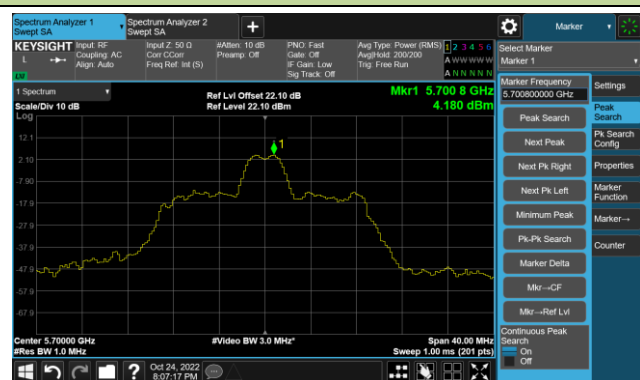 Spectrum Analyzer 1
Swept SA
Spectrum Analyzer 2
Swept SA
+
Marker
KEYSIGHT
L
LV
Input: RF
Coupling: AC
Align: Auto
Input Z: 50 Ω
Corr CCorr
Freq Ref: Int (S)
#Atten: 10 dB
Preamp: Off
PNO: Fast
Gate: Off
IF Gain: Low
Sig Track: Off
Avg Type: Power (RMS)
Avg|Hold: 200/200
Trig: Free Run
1 2 3 4 5 6
A W W W W W
A N N N N N
Select Marker
Marker 1
1 Spectrum
Scale/Div 10 dB
Log
Ref Lvl Offset 22.10 dB
Ref Level 22.10 dBm
Mkr1 5.700 8 GHz
4.180 dBm
12.1
2.10
-7.90
-17.9
-27.9
-37.9
-47.9
-57.9
-67.9
1
Center 5.70000 GHz
#Res BW 1.0 MHz
#Video BW 3.0 MHz*
Span 40.00 MHz
Sweep 1.00 ms (201 pts)
Marker Frequency
5.700800000 GHz
Peak Search
Next Peak
Next Pk Right
Next Pk Left
Minimum Peak
Pk-Pk Search
Marker Delta
Mkr→CF
Mkr→Ref Lvl
Continuous Peak
Search
On
Off
Settings
Peak
Search
Pk Search
Config
Properties
Marker
Function
Marker→
Counter
?
Oct 24, 2022
8:07:17 PM